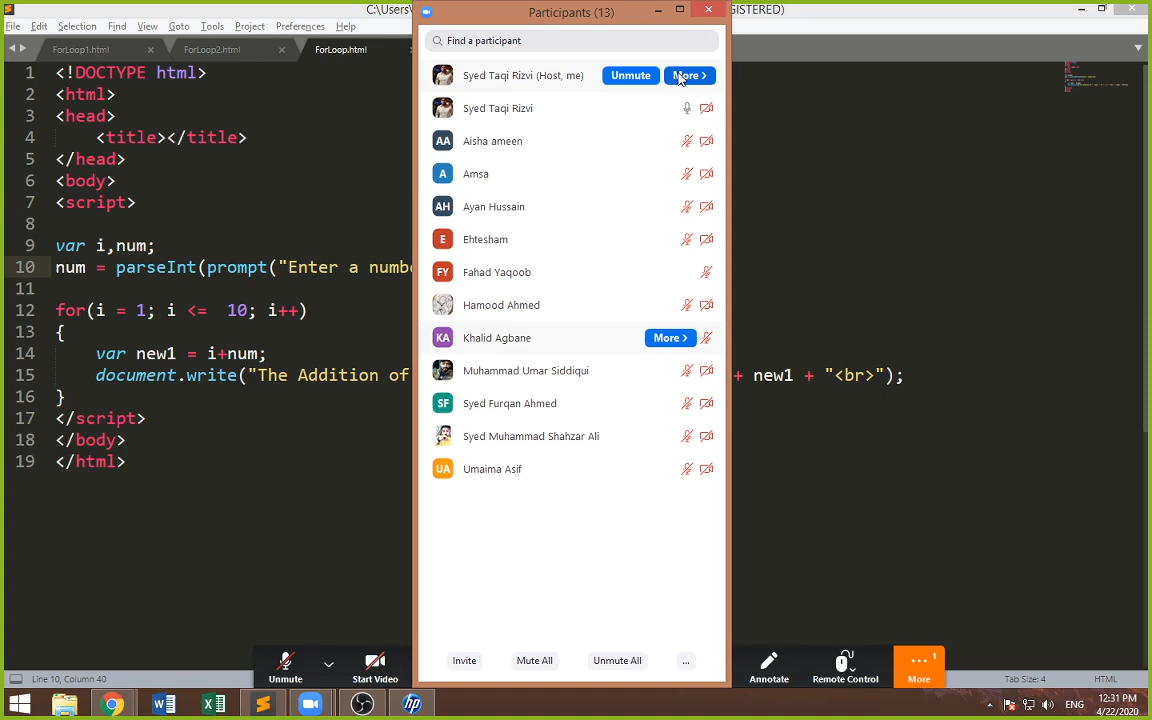 C:\Users\
GISTERED)
File Edit Selection Find View Goto Tools Project Preferences Help
ForLoop1.html
ForLoop2.html
ForLoop.html
1 <!DOCTYPE html>
2 <html>
3 <head>
4 <title></title>
5 </head>
6 <body>
7 <script>
8
9 var i,num;
10 num = parseInt(prompt("Enter a numbe
11
12 for(i = 1; i <= 10; i++)
13 {
14 var new1 = i+num;
15 document.write("The Addition of
+ new1 + "<br>");
16 }
17 </script>
18 </body>
19 </html>
Participants (13)
Find a participant
Syed Taqi Rizvi (Host, me) Unmute More >
Syed Taqi Rizvi
AA Aisha ameen
A Amsa
AH Ayan Hussain
E Ehtesham
FY Fahad Yaqoob
Hamood Ahmed
KA Khalid Agbane More >
Muhammad Umar Siddiqui
SF Syed Furqan Ahmed
Syed Muhammad Shahzar Ali
UA Umaima Asif
Invite Mute All Unmute All ...
Unmute Start Video Annotate Remote Control 1 More
Line 10, Column 40
Tab Size: 4 HTML
ENG
12:31 PM
4/22/2020